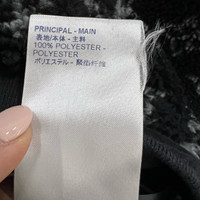 PRINCIPAL - MAIN
表地/本体 - 主料
100% POLYESTER -
POLYESTER
ポリエステル - 聚酯纤维